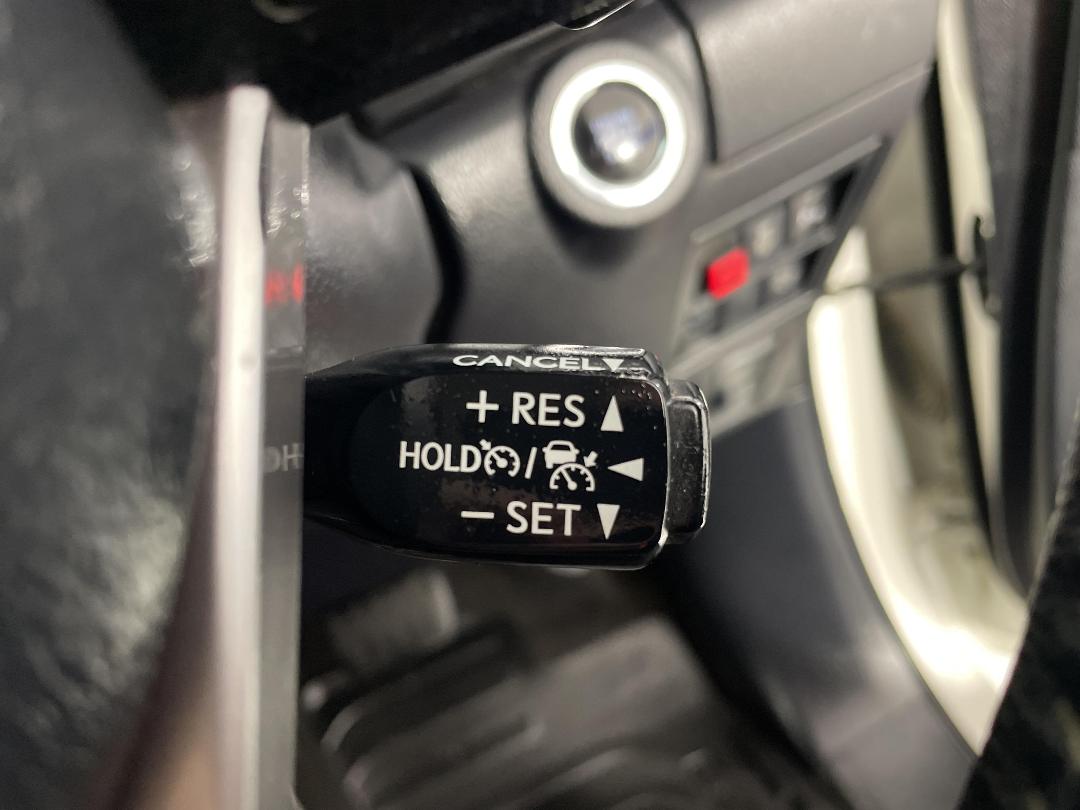 CANCEL▼
+ RES ▲
HOLD / ◀
− SET ▼